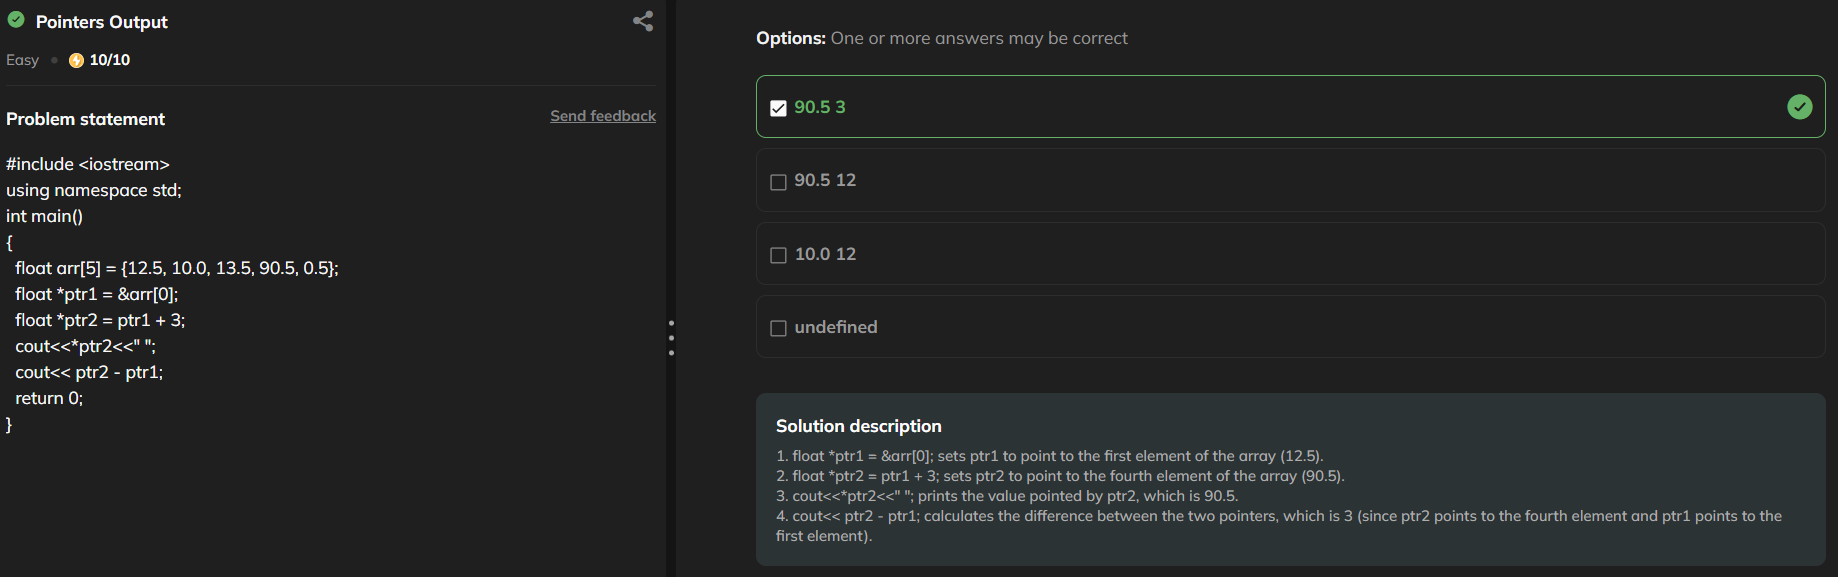 Pointers Output
Easy 10/10
Problem statement
Send feedback
#include <iostream>
using namespace std;
int main()
{
float arr[5] = {12.5, 10.0, 13.5, 90.5, 0.5};
float *ptr1 = &arr[0];
float *ptr2 = ptr1 + 3;
cout<<*ptr2<<" ";
cout<< ptr2 - ptr1;
return 0;
}
Options: One or more answers may be correct
90.5 3
90.5 12
10.0 12
undefined
Solution description
1. float *ptr1 = &arr[0]; sets ptr1 to point to the first element of the array (12.5).
2. float *ptr2 = ptr1 + 3; sets ptr2 to point to the fourth element of the array (90.5).
3. cout<<*ptr2<<" "; prints the value pointed by ptr2, which is 90.5.
4. cout<< ptr2 - ptr1; calculates the difference between the two pointers, which is 3 (since ptr2 points to the fourth element and ptr1 points to the
first element).